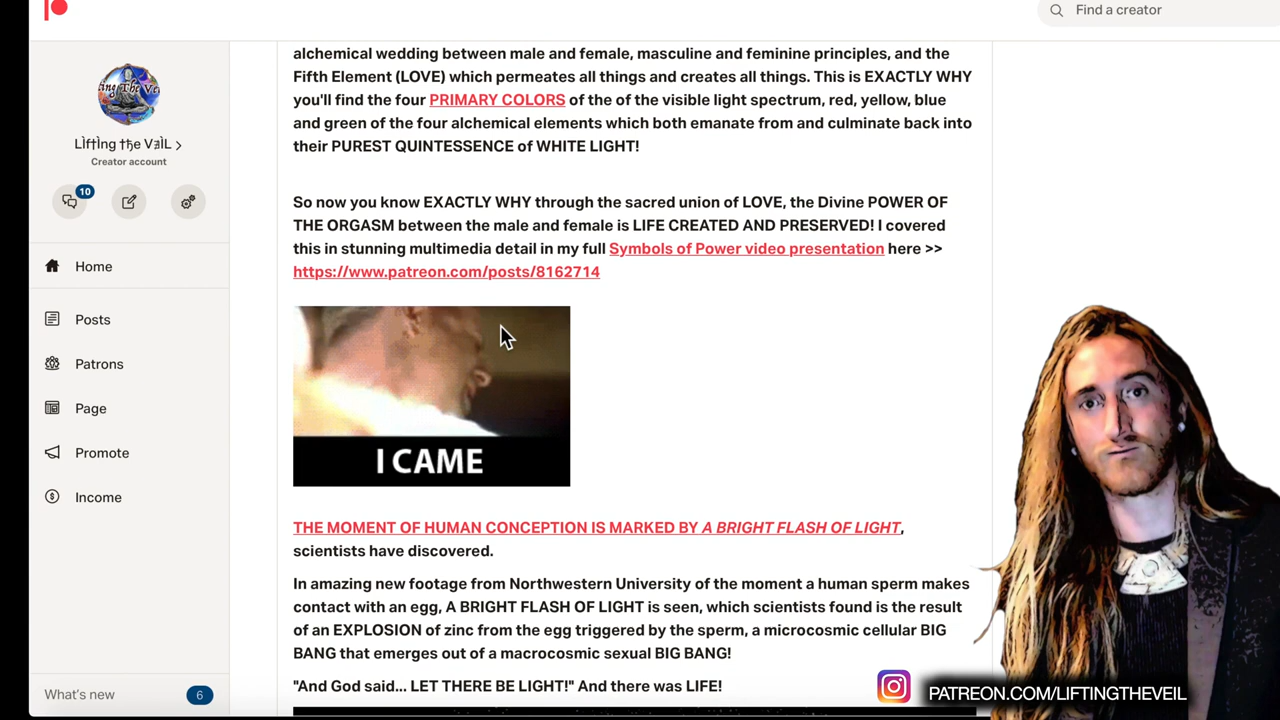 Find a creator
alchemical wedding between male and female, masculine and feminine principles, and the
Fifth Element (LOVE) which permeates all things and creates all things. This is EXACTLY WHY
you'll find the four PRIMARY COLORS of the of the visible light spectrum, red, yellow, blue
and green of the four alchemical elements which both emanate from and culminate back into
their PUREST QUINTESSENCE of WHITE LIGHT!
LÌftÌng tђe VƎÌL >
Creator account
10
Home
Posts
Patrons
Page
Promote
Income
What's new
6
So now you know EXACTLY WHY through the sacred union of LOVE, the Divine POWER OF
THE ORGASM between the male and female is LIFE CREATED AND PRESERVED! I covered
this in stunning multimedia detail in my full Symbols of Power video presentation here >>
https://www.patreon.com/posts/8162714
I CAME
THE MOMENT OF HUMAN CONCEPTION IS MARKED BY A BRIGHT FLASH OF LIGHT,
scientists have discovered.
In amazing new footage from Northwestern University of the moment a human sperm makes
contact with an egg, A BRIGHT FLASH OF LIGHT is seen, which scientists found is the result
of an EXPLOSION of zinc from the egg triggered by the sperm, a microcosmic cellular BIG
BANG that emerges out of a macrocosmic sexual BIG BANG!
"And God said... LET THERE BE LIGHT!" And there was LIFE!
PATREON.COM/LIFTINGTHEVEIL